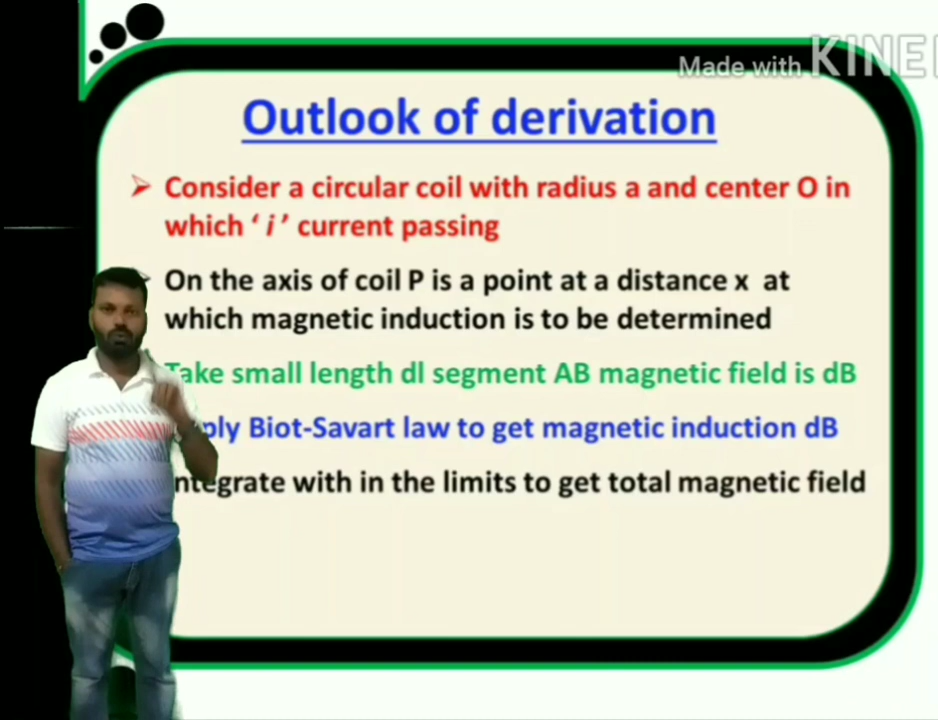 Made with KINE
Outlook of derivation
Consider a circular coil with radius a and center O in
which ‘ i ’ current passing
On the axis of coil P is a point at a distance x at
which magnetic induction is to be determined
Take small length dl segment AB magnetic field is dB
Biot-Savart law to get magnetic induction dB
Integrate with in the limits to get total magnetic field